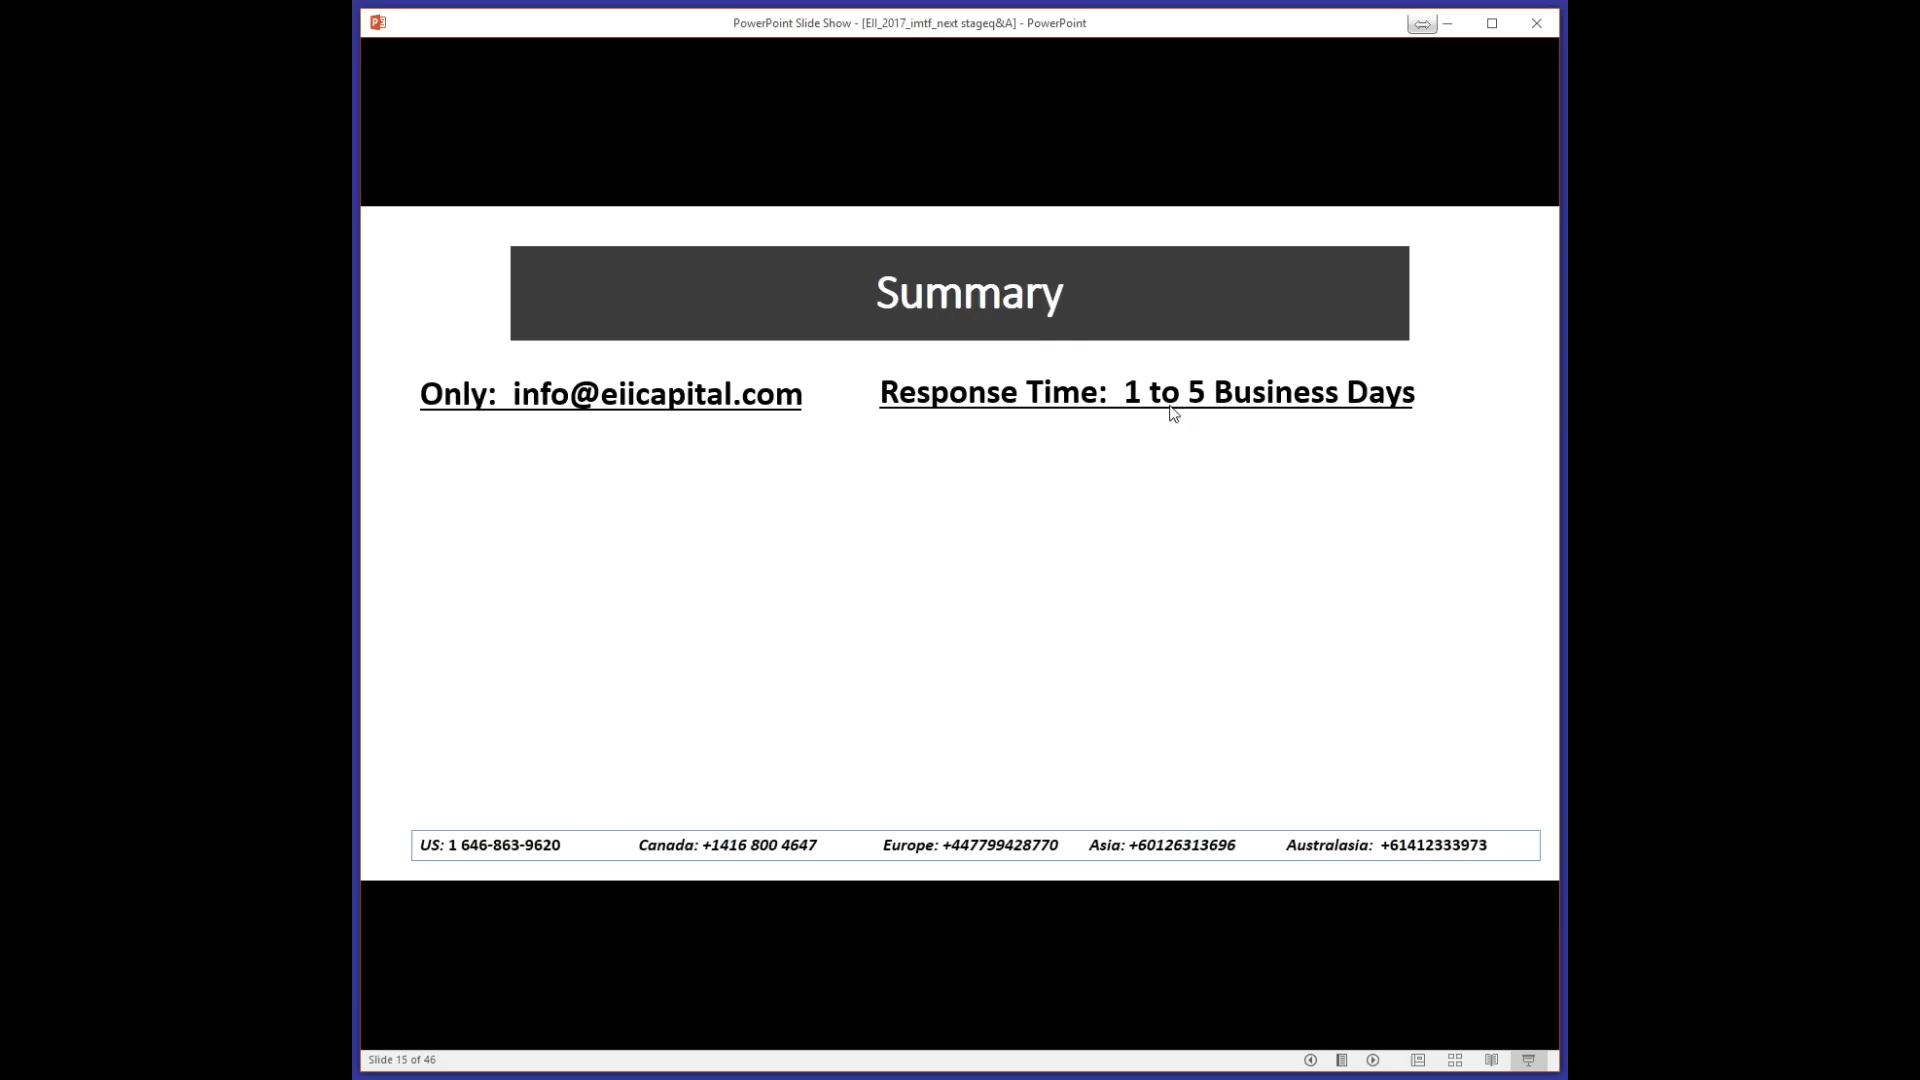 PowerPoint Slide Show - [EII_2017_imtf_next stageq&A] - PowerPoint
Summary
Only: info@eiicapital.com
Response Time: 1 to 5 Business Days
US: 1 646-863-9620 Canada: +1416 800 4647 Europe: +447799428770 Asia: +60126313696 Australasia: +61412333973
Slide 15 of 46